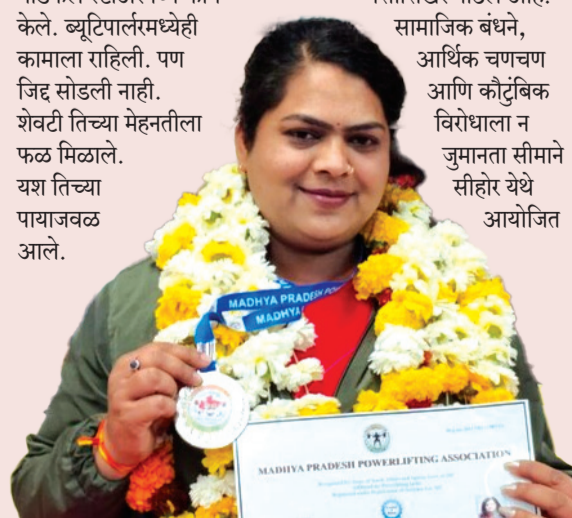 केले. ब्यूटिपार्लरमध्येही
कामाला राहिली. पण
जिद्द सोडली नाही.
शेवटी तिच्या मेहनतीला
फळ मिळाले.
यश तिच्या
पायाजवळ
आले.
सामाजिक बंधने,
आर्थिक चणचण
आणि कौटुंबिक
विरोधाला न
जुमानता सीमाने
सीहोर येथे
आयोजित
MADHYA PRADESH
MADHYA
MADHYA PRADESH POWERLIFTING ASSOCIATION